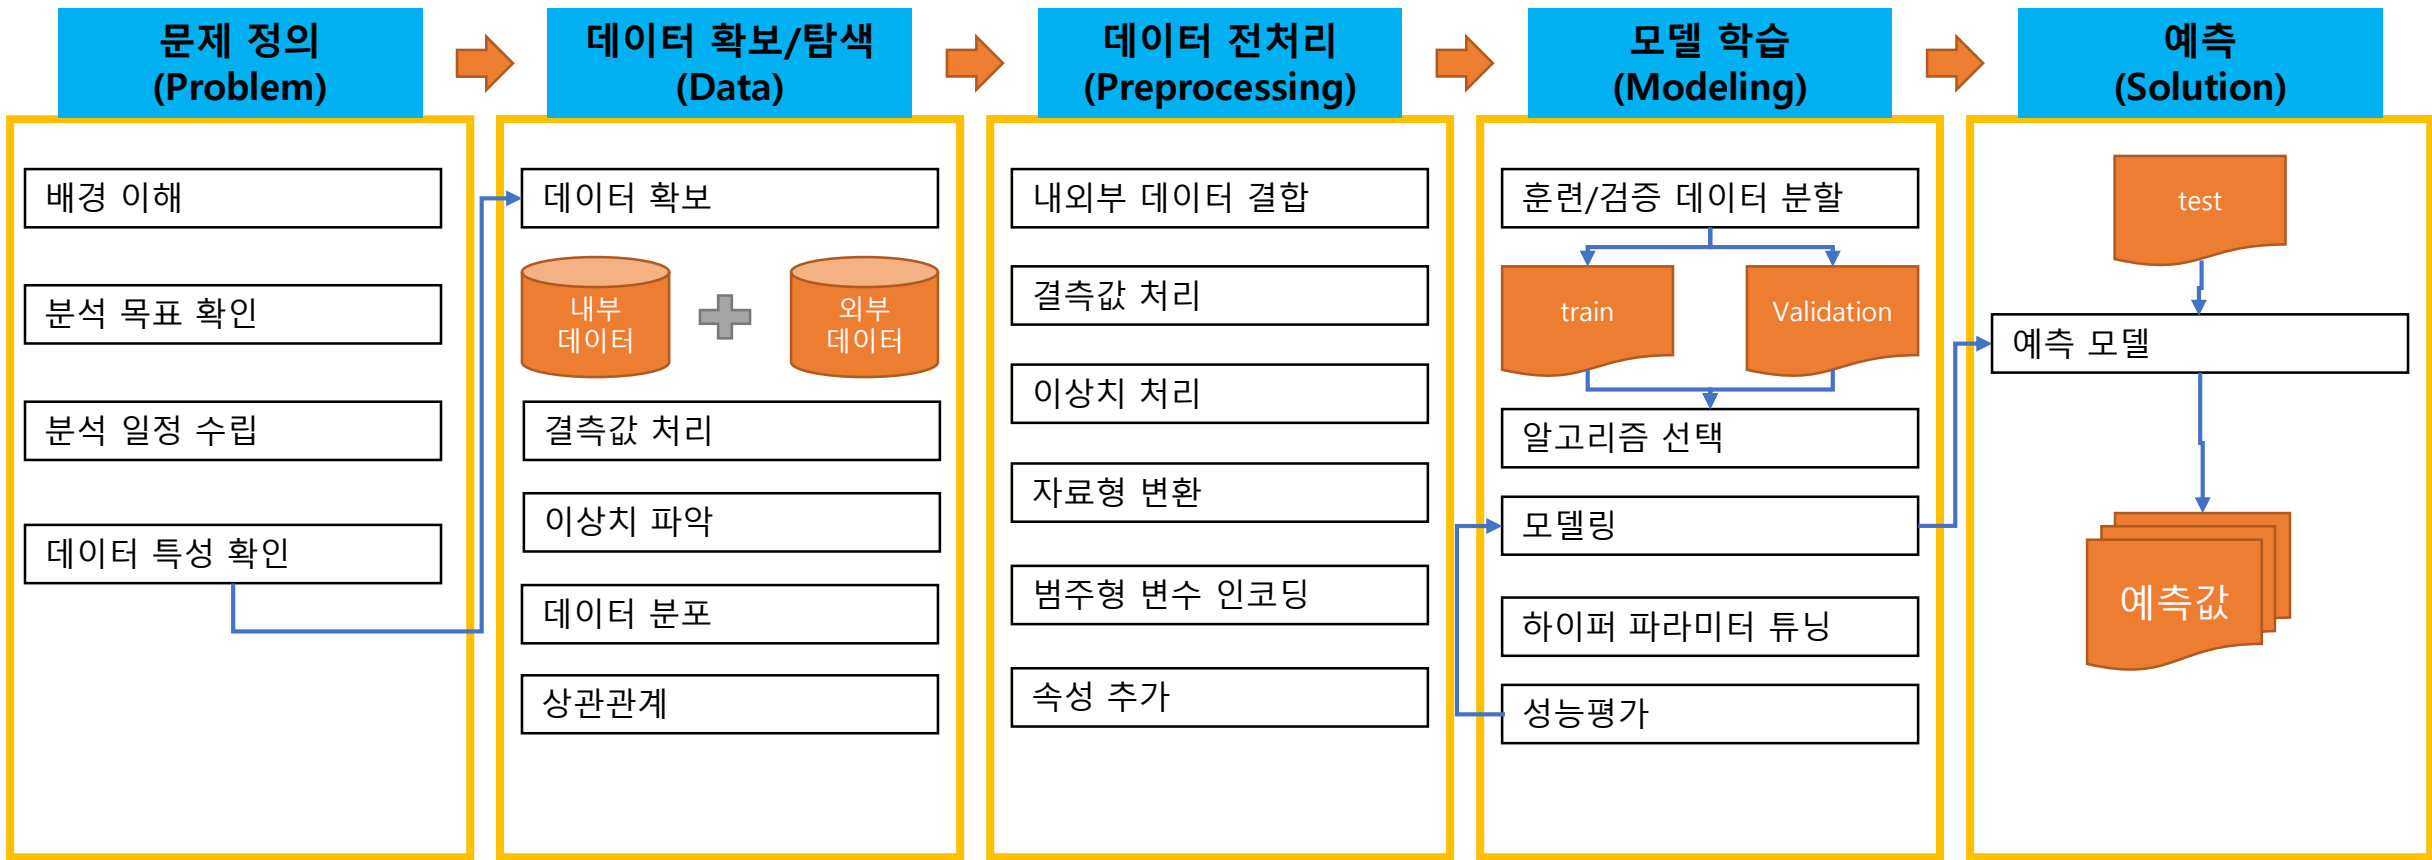 문제 정의
(Problem)
배경 이해
분석 목표 확인
분석 일정 수립
데이터 특성 확인
데이터 확보/탐색
(Data)
데이터 확보
내부
데이터
외부
데이터
결측값 처리
이상치 파악
데이터 분포
상관관계
데이터 전처리
(Preprocessing)
내외부 데이터 결합
결측값 처리
이상치 처리
자료형 변환
범주형 변수 인코딩
속성 추가
모델 학습
(Modeling)
훈련/검증 데이터 분할
train
Validation
알고리즘 선택
모델링
하이퍼 파라미터 튜닝
성능평가
예측
(Solution)
test
예측 모델
예측값